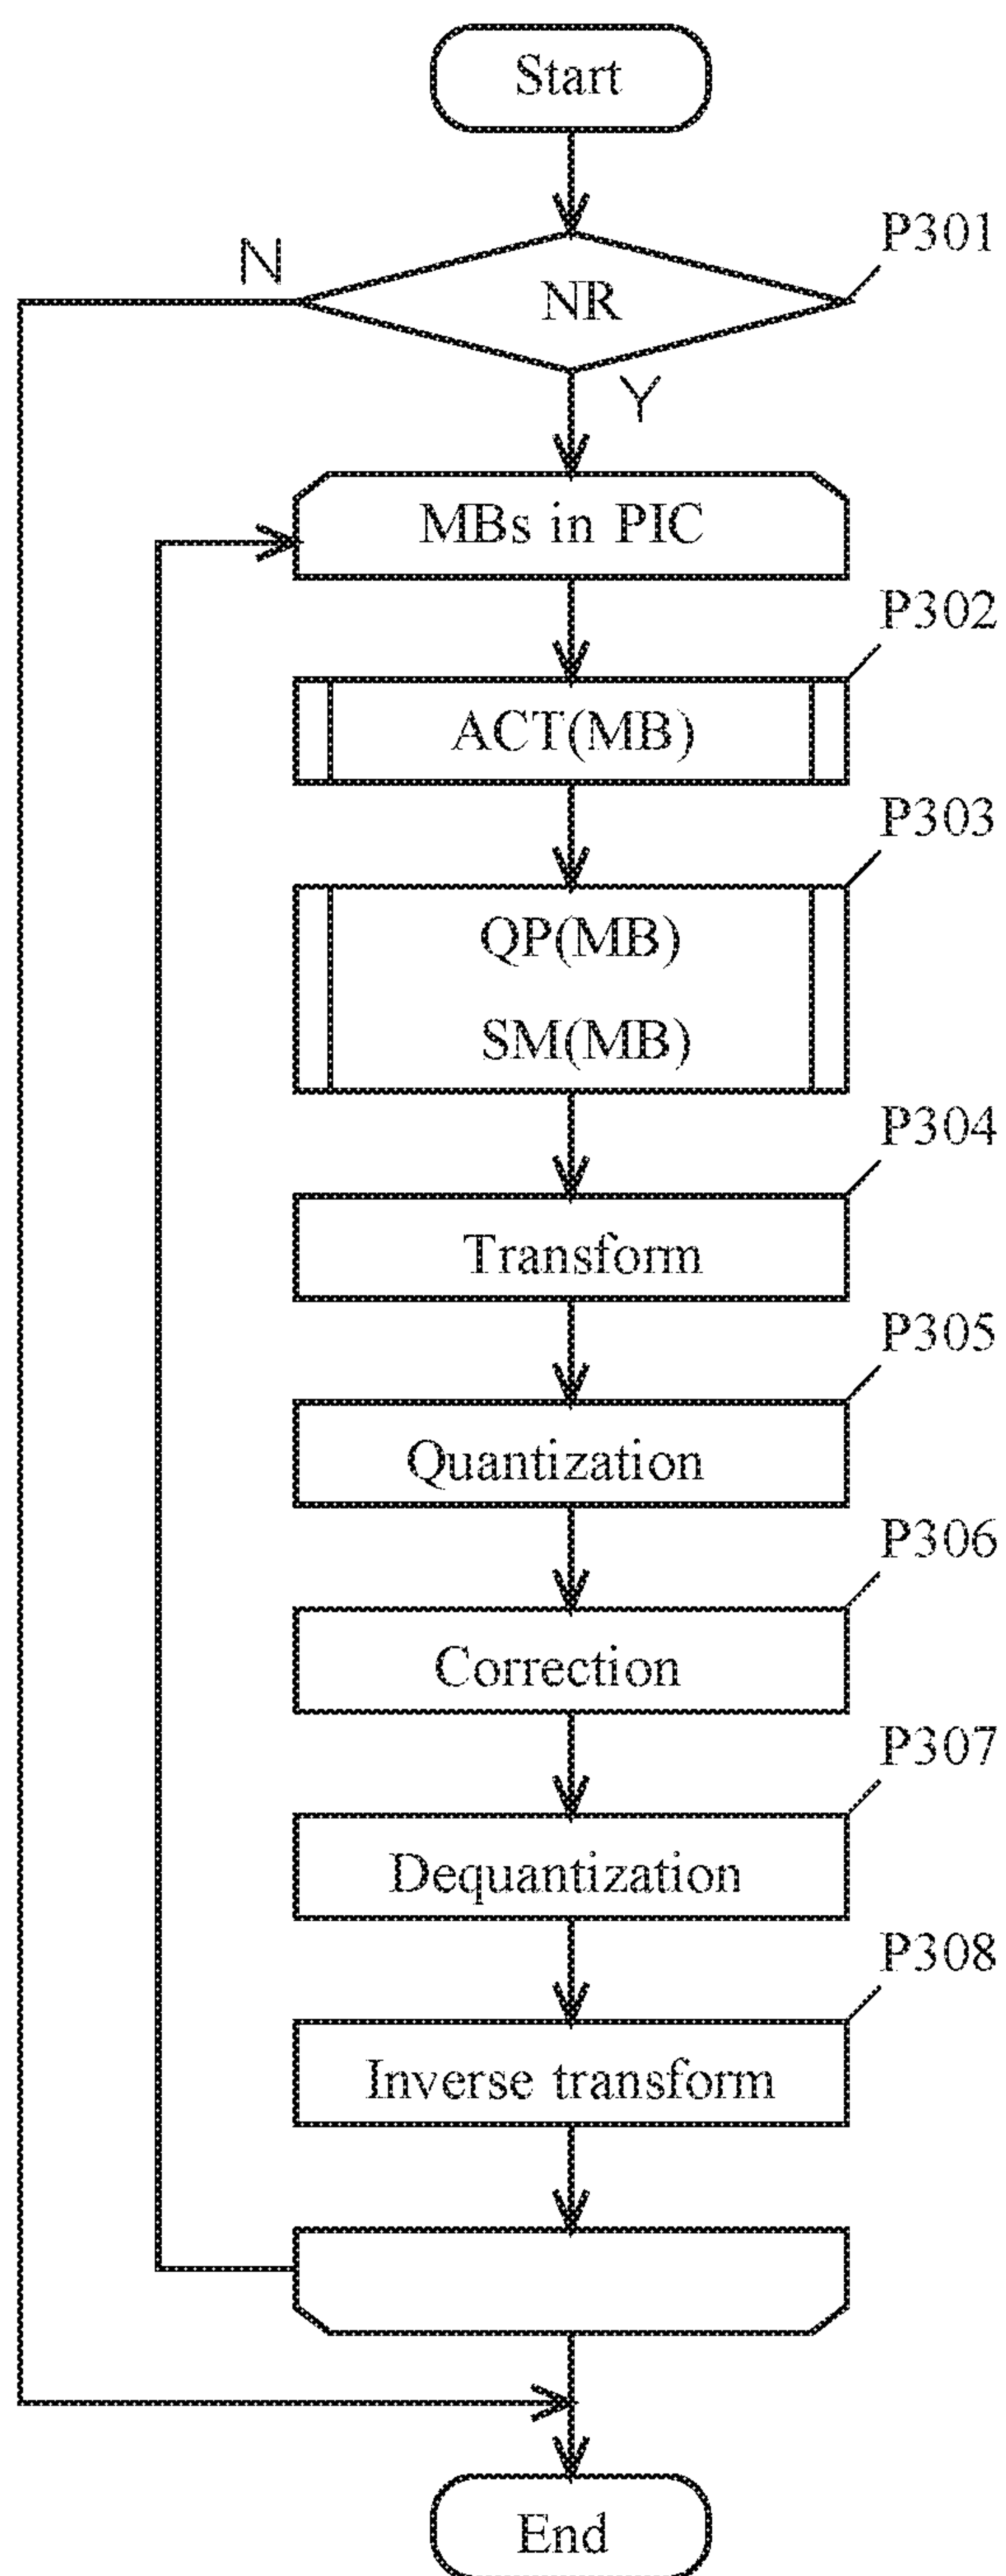 Start
P301
N
NR
Y
MBs in PIC
P302
ACT(MB)
P303
QP(MB)
SM(MB)
P304
Transform
P305
Quantization
P306
Correction
P307
Dequantization
P308
Inverse transform
End